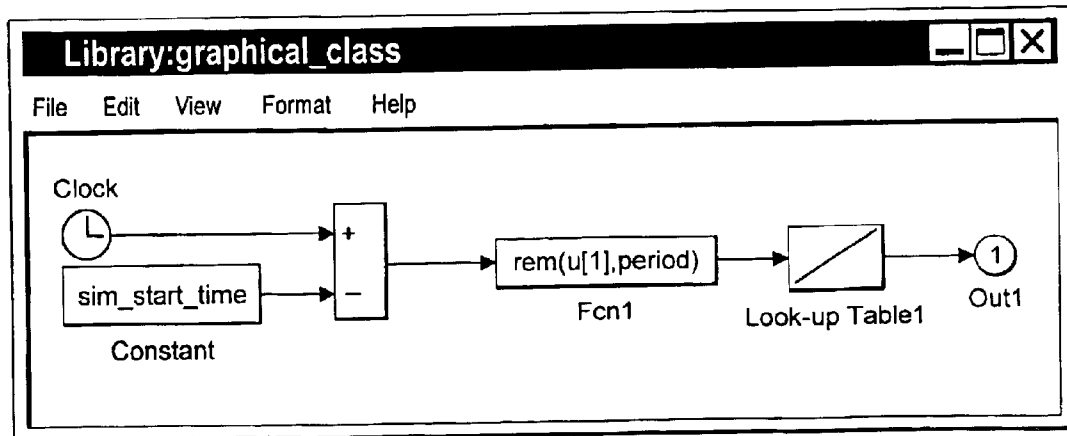 Library:graphical_class
File Edit View Format Help
Clock
+
sim_start_time
−
Constant
rem(u[1],period)
Fcn1
Look-up Table1
1
Out1